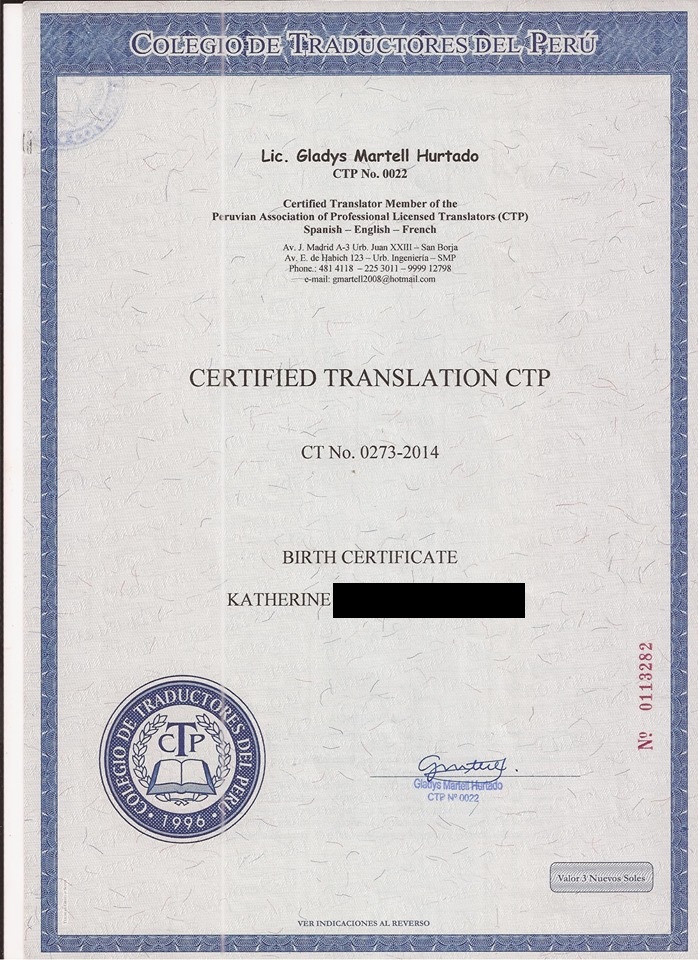 COLEGIO DE TRADUCTORES DEL PERÚ
Lic. Gladys Martell Hurtado
CTP No. 0022
Certified Translator Member of the
Peruvian Association of Professional Licensed Translators (CTP)
Spanish – English – French
Av. J. Madrid A-3 Urb. Juan XXIII – San Borja
Av. E. de Habich 123 – Urb. Ingeniería – SMP
Phone.: 481 4118 – 225 3011 – 9999 12798
e-mail: gmartell2008@hotmail.com
CERTIFIED TRANSLATION CTP
CT No. 0273-2014
BIRTH CERTIFICATE
KATHERINE
Nº 0113282
COLEGIO DE TRADUCTORES DEL PERÚ
CTP
· 1996 ·
Gladys Martell Hurtado
CTP Nº 0022
Valor 3 Nuevos Soles
VER INDICACIONES AL REVERSO